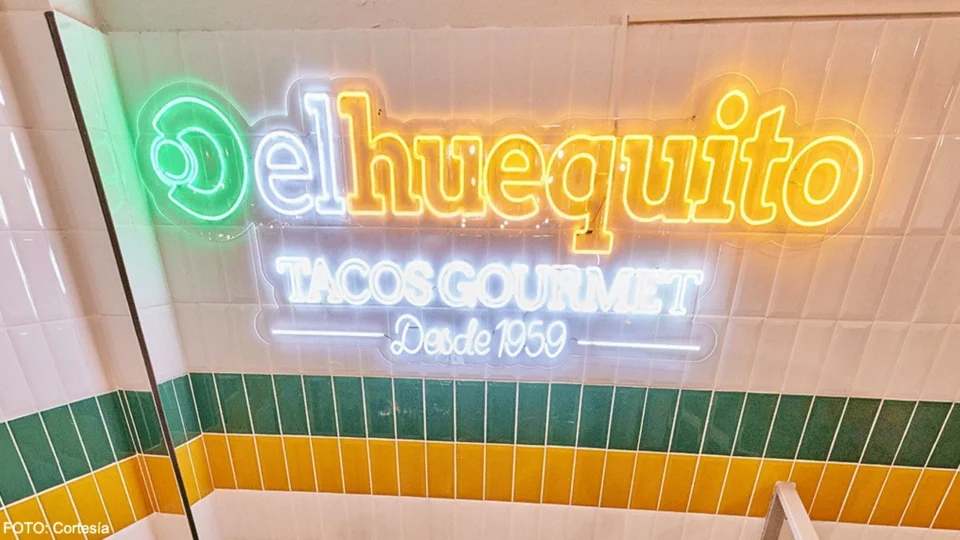 elhuequito
TACOS GOURMET
Desde 1959
FOTO: Cortesía